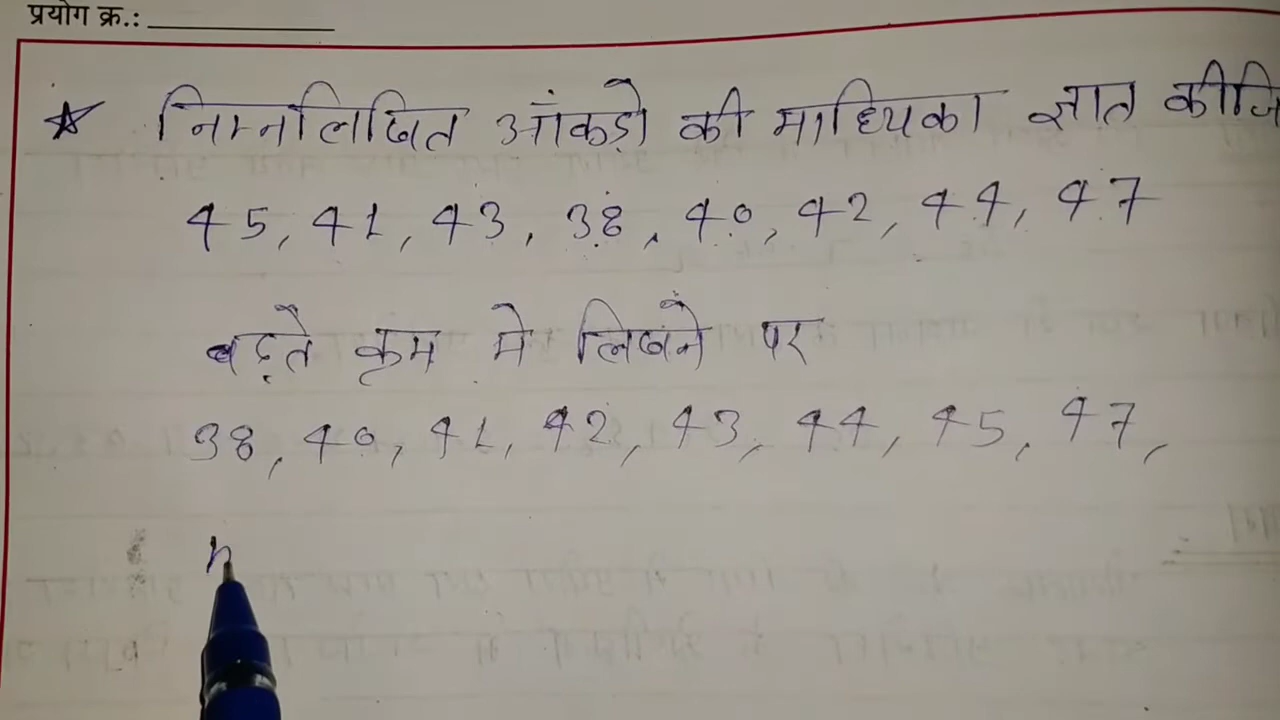 प्रयोग क्र.:
निम्नलिखित आंकड़ो की माध्यिका ज्ञात कीजि
45, 41, 43, 38, 40, 42, 44, 47
बढ़ते क्रम मे लिखने पर
38, 40, 41, 42, 43, 44, 45, 47,
n